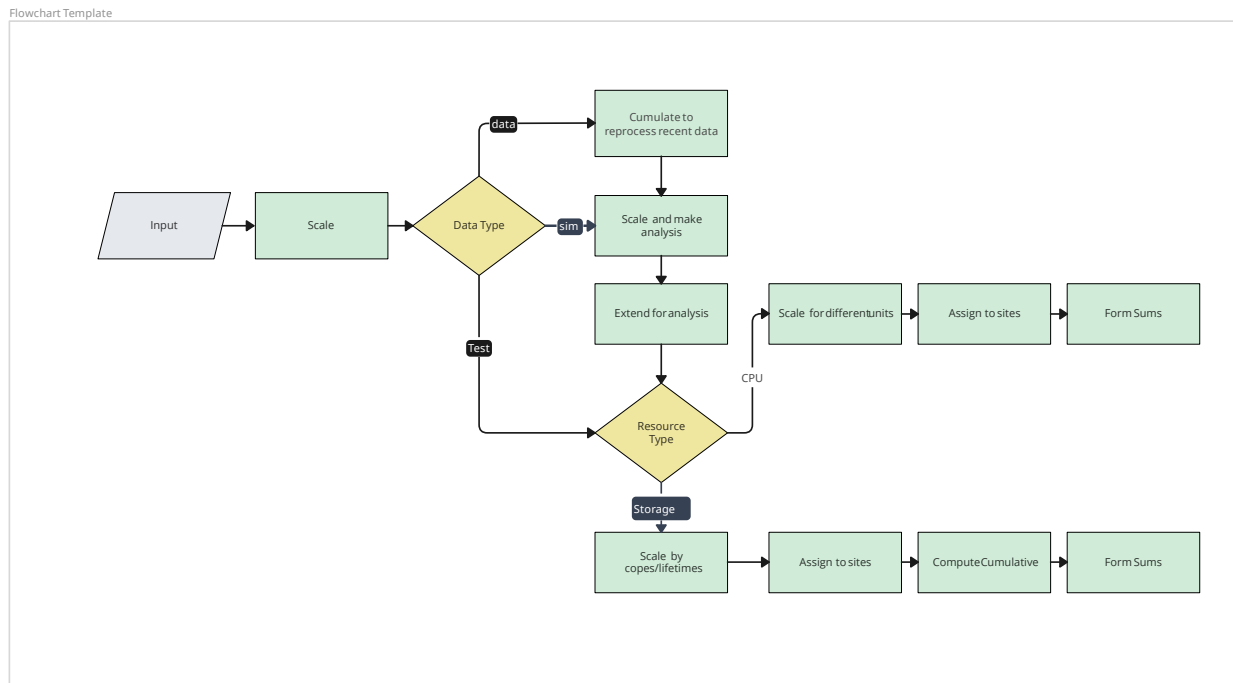 Flowchart Template
data
Cumulate to
reprocess recent data
Input
Scale
Data Type
sim
Scale and make
analysis
Extend for analysis
Scale for different units
Assign to sites
Form Sums
Test
CPU
Resource
Type
Storage
Scale by
copes/lifetimes
Assign to sites
Compute Cumulative
Form Sums